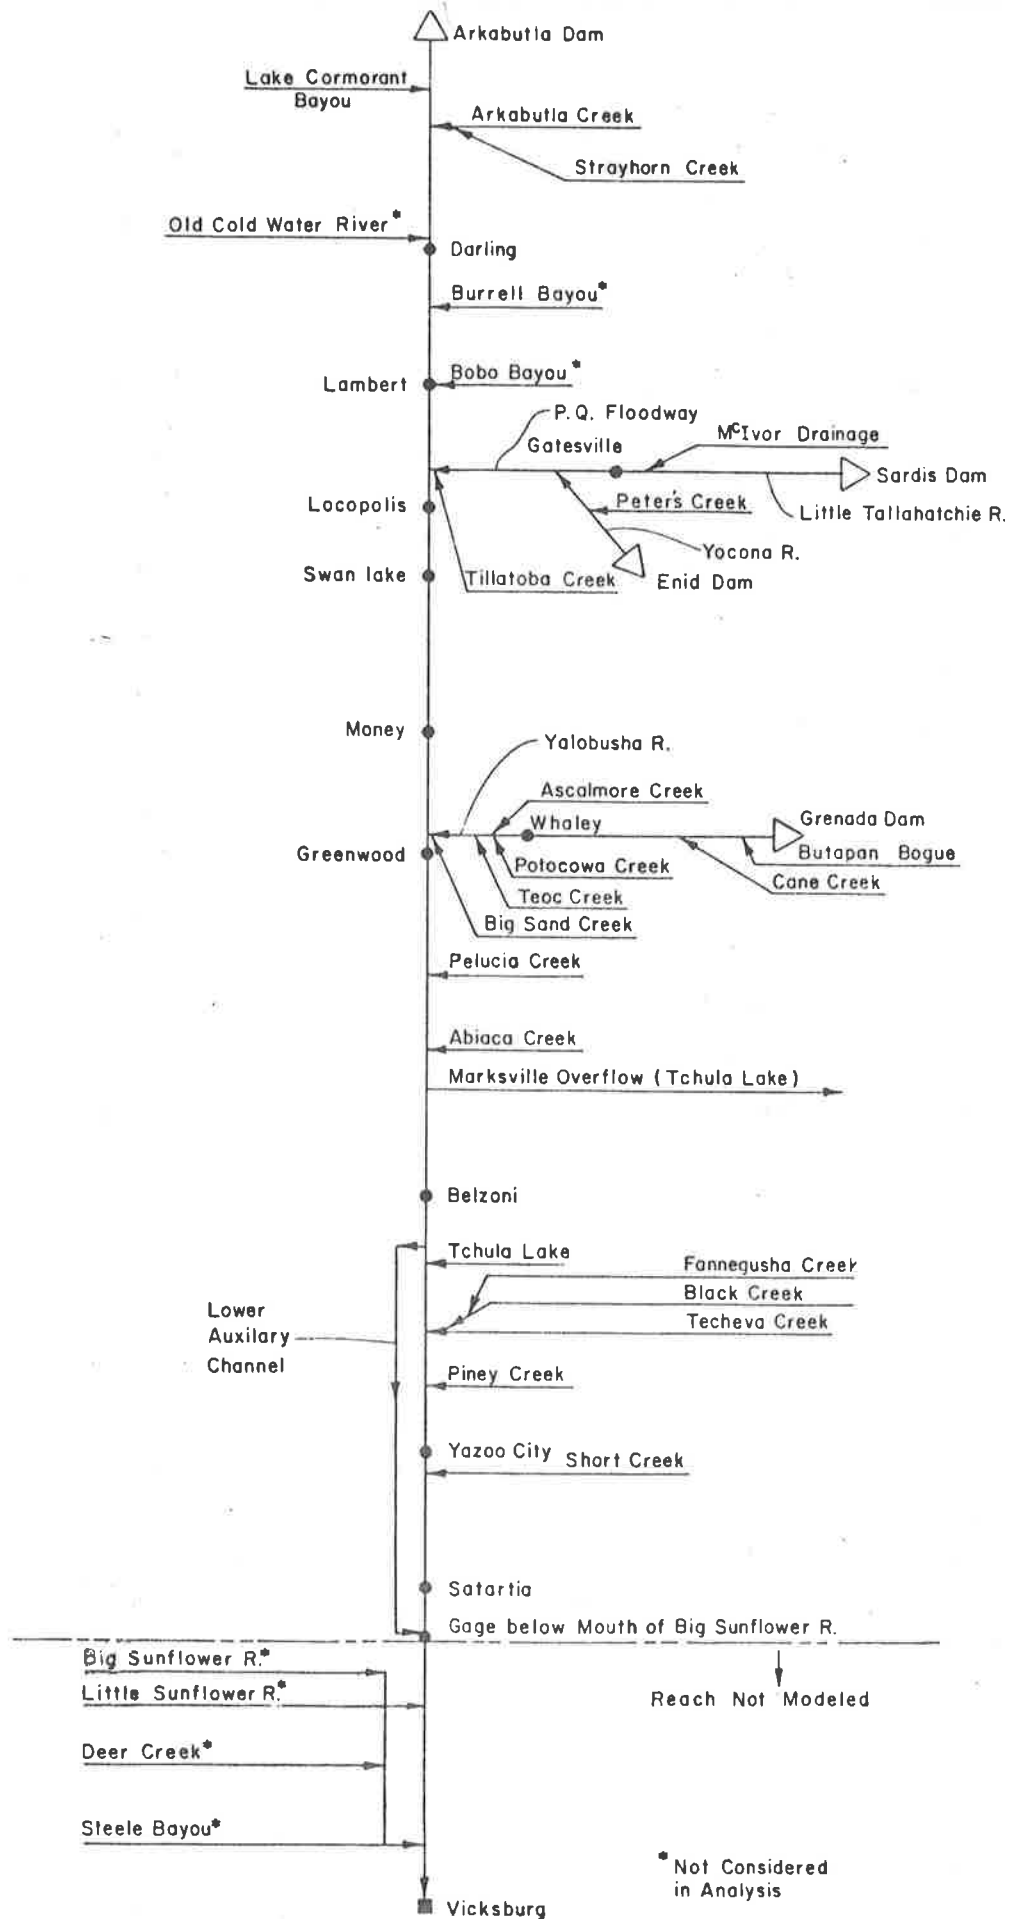 Arkabutla Dam
Lake Cormorant
Bayou
Arkabutla Creek
Strayhorn Creek
Old Cold Water River*
Darling
Burrell Bayou*
Lambert
Bobo Bayou*
P.Q. Floodway
Gatesville
McIvor Drainage
Sardis Dam
Little Tallahatchie R.
Locopolis
Peter's Creek
Yocona R.
Enid Dam
Swan lake
Tillatoba Creek
Money
Yalobusha R.
Ascalmore Creek
Whaley
Grenada Dam
Butapan Bogue
Cane Creek
Greenwood
Potocowa Creek
Teoc Creek
Big Sand Creek
Pelucia Creek
Abiaca Creek
Marksville Overflow (Tchula Lake)
Belzoni
Tchula Lake
Fannegusha Creek
Black Creek
Techeva Creek
Lower
Auxilary
Channel
Piney Creek
Yazoo City
Short Creek
Satartia
Gage below Mouth of Big Sunflower R.
Big Sunflower R.*
Little Sunflower R.*
Reach Not Modeled
Deer Creek*
Steele Bayou*
* Not Considered
in Analysis
Vicksburg